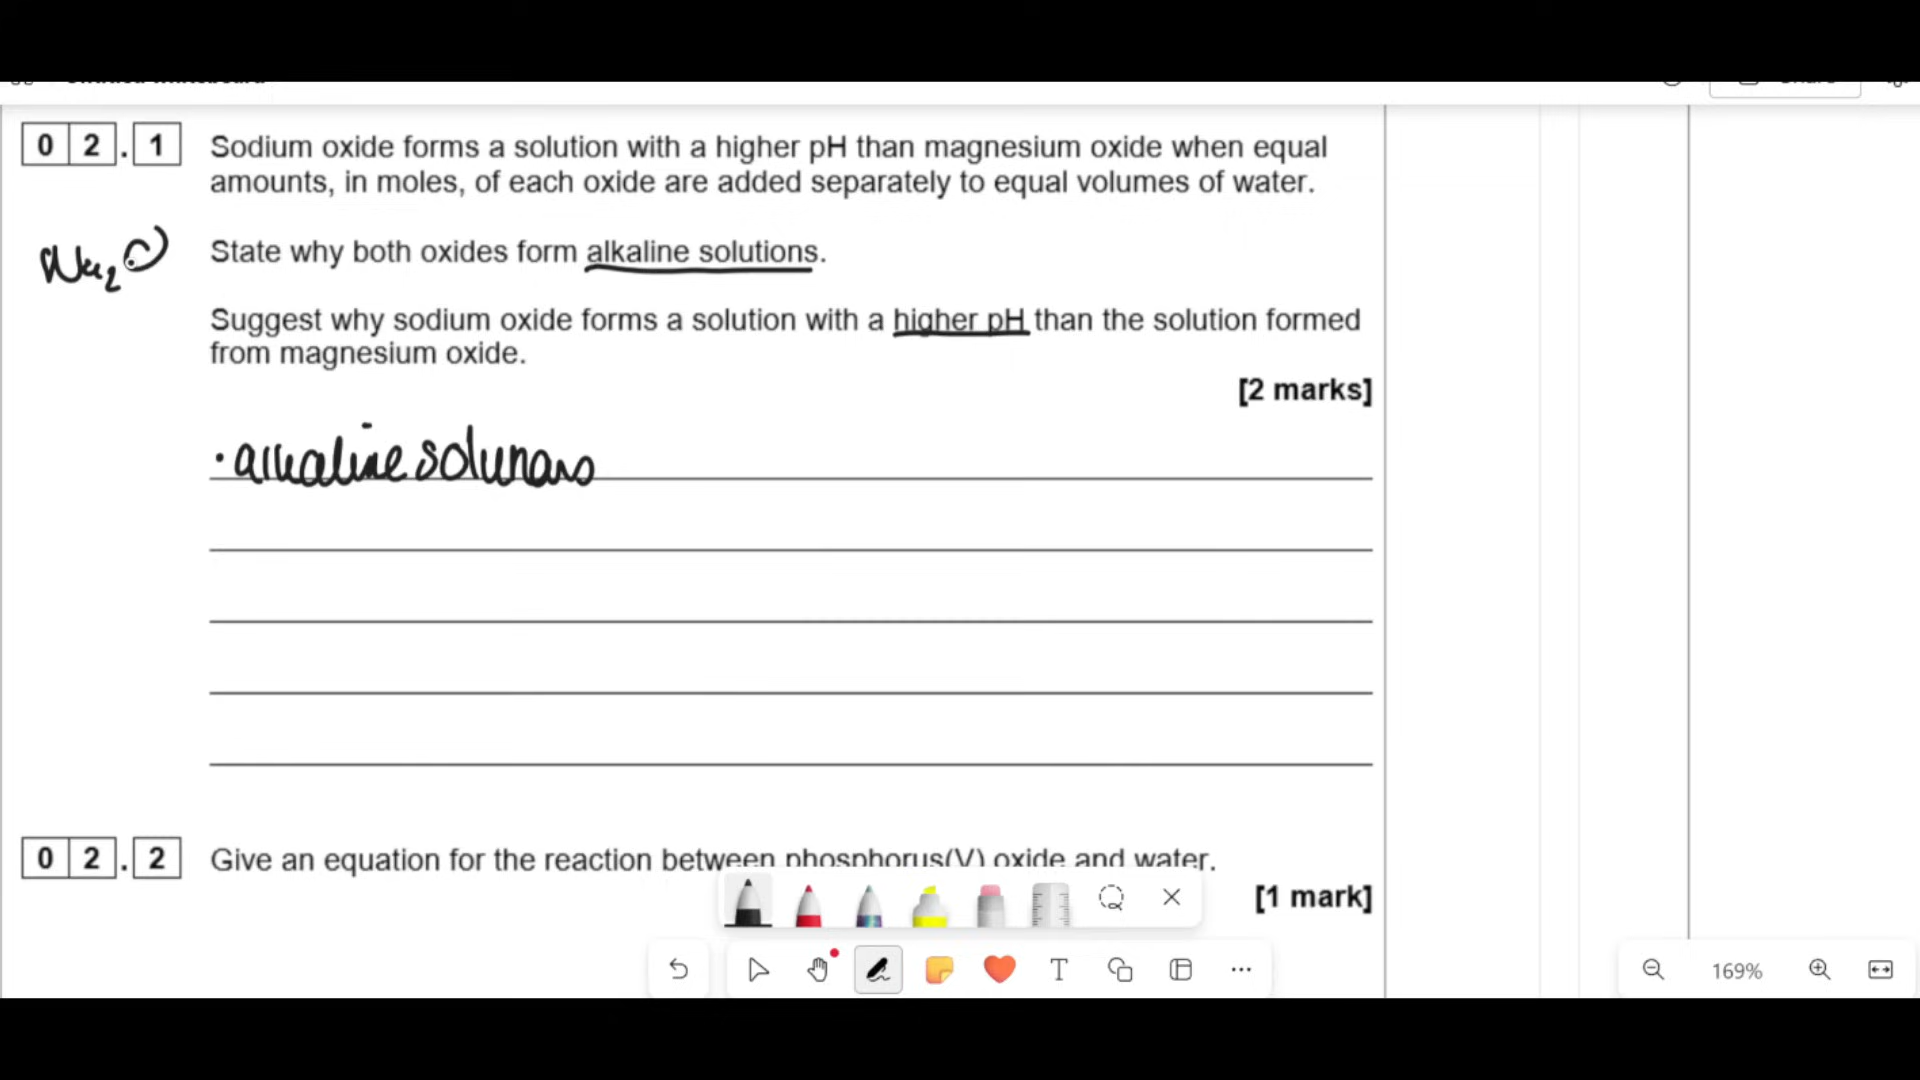 0 2 . 1 Sodium oxide forms a solution with a higher pH than magnesium oxide when equal
amounts, in moles, of each oxide are added separately to equal volumes of water.
Na₂O
State why both oxides form alkaline solutions.
Suggest why sodium oxide forms a solution with a higher pH than the solution formed
from magnesium oxide.
[2 marks]
· alkaline solutions
0 2 . 2 Give an equation for the reaction between phosphorus(V) oxide and water.
[1 mark]
T
169%